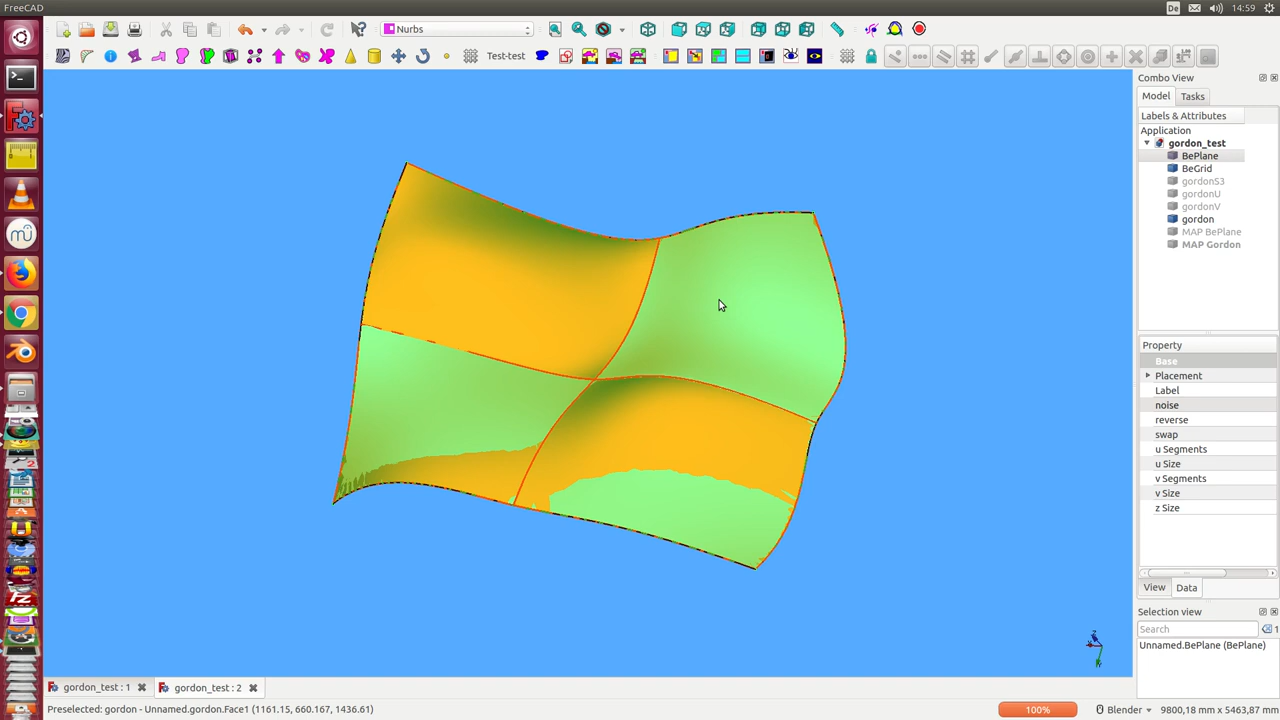 FreeCAD
De
14:59
Nurbs
Test-test
Combo View
Model
Tasks
Labels & Attributes
Application
gordon_test
BePlane
BeGrid
gordonS3
gordonU
gordonV
gordon
MAP BePlane
MAP Gordon
Property
Base
Placement
Label
noise
reverse
swap
u Segments
u Size
v Segments
v Size
z Size
View
Data
Selection view
Search
1
Unnamed.BePlane (BePlane)
gordon_test : 1
gordon_test : 2
Preselected: gordon - Unnamed.gordon.Face1 (1161.15, 660.167, 1436.61)
100%
Blender
9800,18 mm x 5463,87 mm